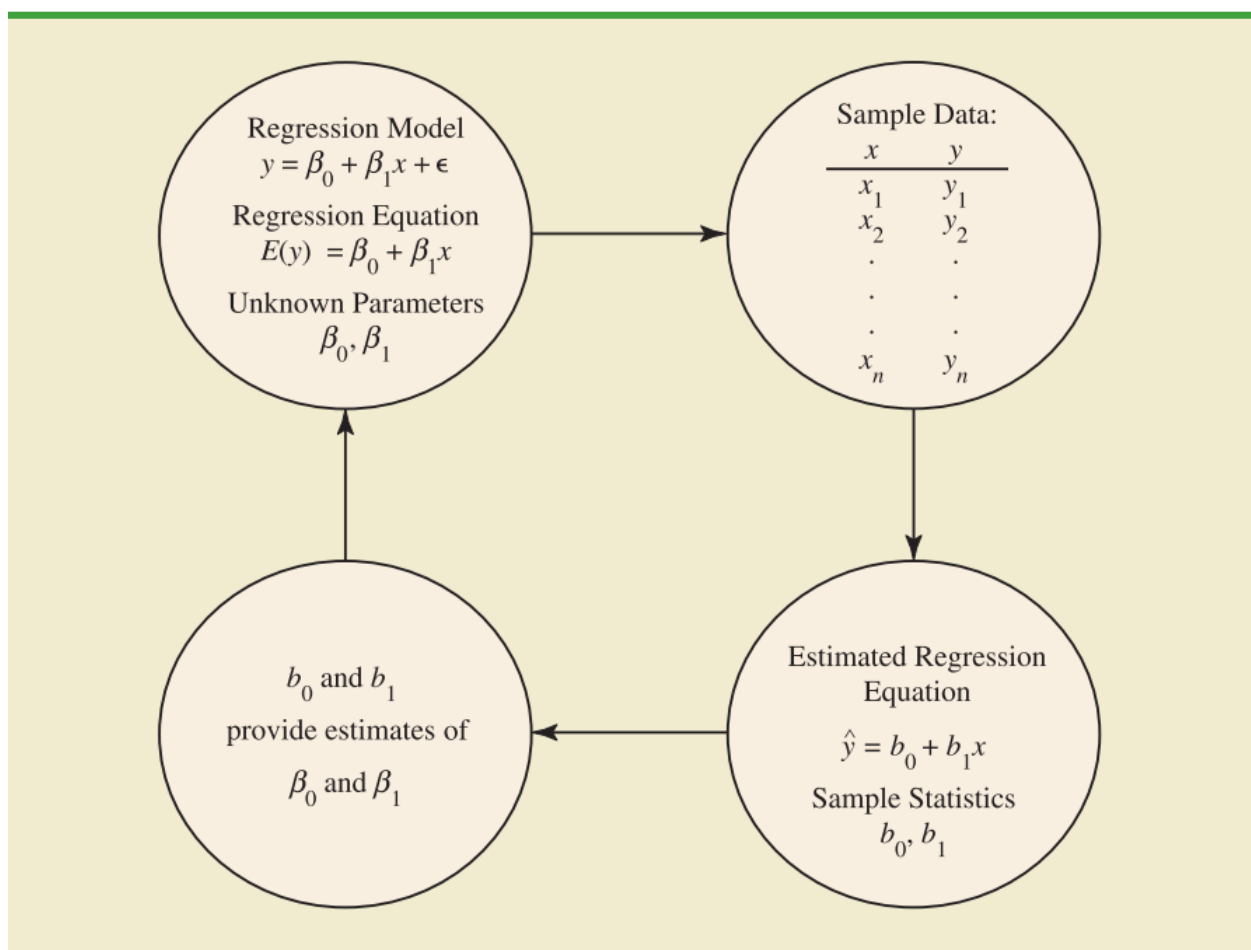 Regression Model
y = β₀ + β₁x + ϵ
Regression Equation
E(y) = β₀ + β₁x
Unknown Parameters
β₀, β₁
Sample Data:
x y
x₁ y₁
x₂ y₂
. .
. .
. .
xₙ yₙ
b₀ and b₁
provide estimates of
β₀ and β₁
Estimated Regression
Equation
ŷ = b₀ + b₁x
Sample Statistics
b₀, b₁